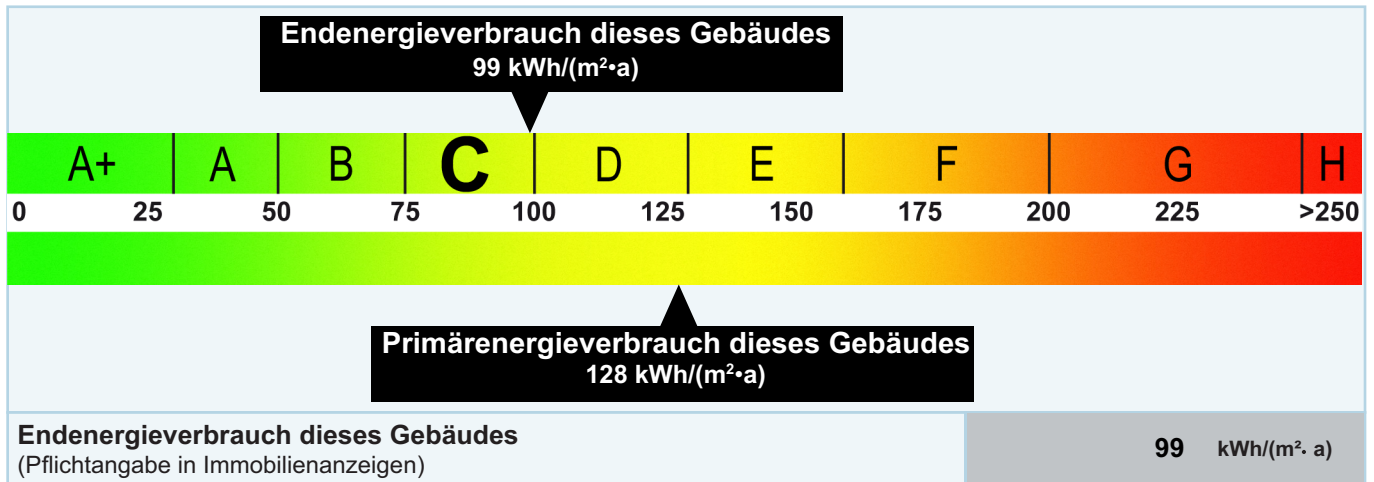 Endenergieverbrauch dieses Gebäudes
99 kWh/(m²•a)
A+ A B C D E F G H
0 25 50 75 100 125 150 175 200 225 >250
Primärenergieverbrauch dieses Gebäudes
128 kWh/(m²•a)
Endenergieverbrauch dieses Gebäudes
(Pflichtangabe in Immobilienanzeigen)
99 kWh/(m²· a)